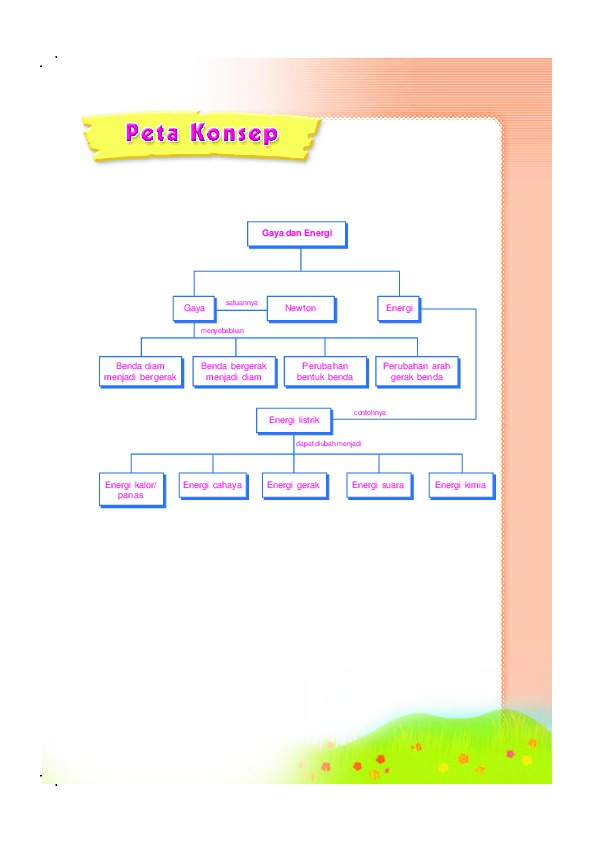 Peta Konsep
Gaya dan Energi
Gaya
satuannya
Newton
Energi
menyebabkan
Benda diam
menjadi bergerak
Benda bergerak
menjadi diam
Perubahan
bentuk benda
Perubahan arah
gerak benda
Energi listrik
contohnya
dapat diubah menjadi
Energi kalor/
panas
Energi cahaya
Energi gerak
Energi suara
Energi kimia